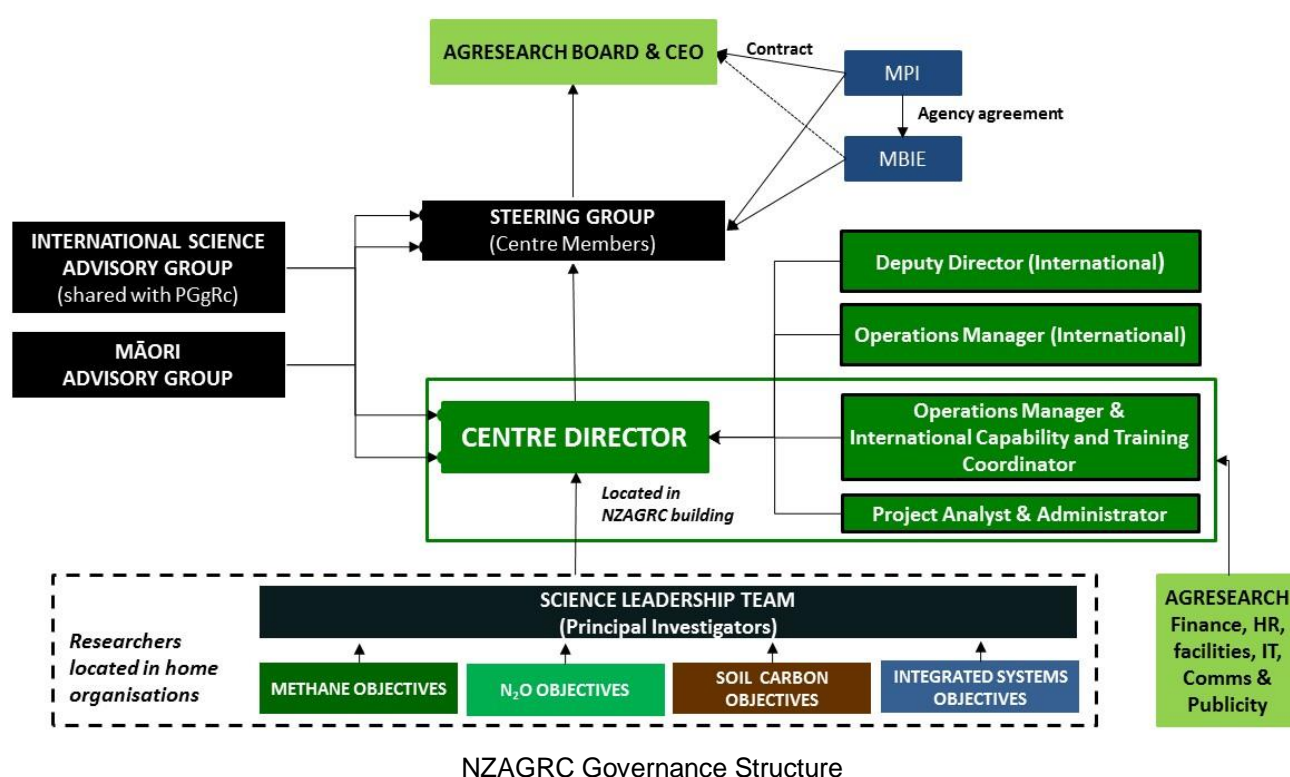 AGRESEARCH BOARD & CEO
Contract
MPI
Agency agreement
MBIE
STEERING GROUP
(Centre Members)
INTERNATIONAL SCIENCE
ADVISORY GROUP
(shared with PGgRc)
MĀORI
ADVISORY GROUP
Deputy Director (International)
Operations Manager (International)
CENTRE DIRECTOR
Operations Manager &
International Capability and Training
Coordinator
Located in
NZAGRC building
Project Analyst & Administrator
SCIENCE LEADERSHIP TEAM
(Principal Investigators)
Researchers
located in home
organisations
METHANE OBJECTIVES
N₂O OBJECTIVES
SOIL CARBON
OBJECTIVES
INTEGRATED SYSTEMS
OBJECTIVES
AGRESEARCH
Finance, HR,
facilities, IT,
Comms &
Publicity
NZAGRC Governance Structure